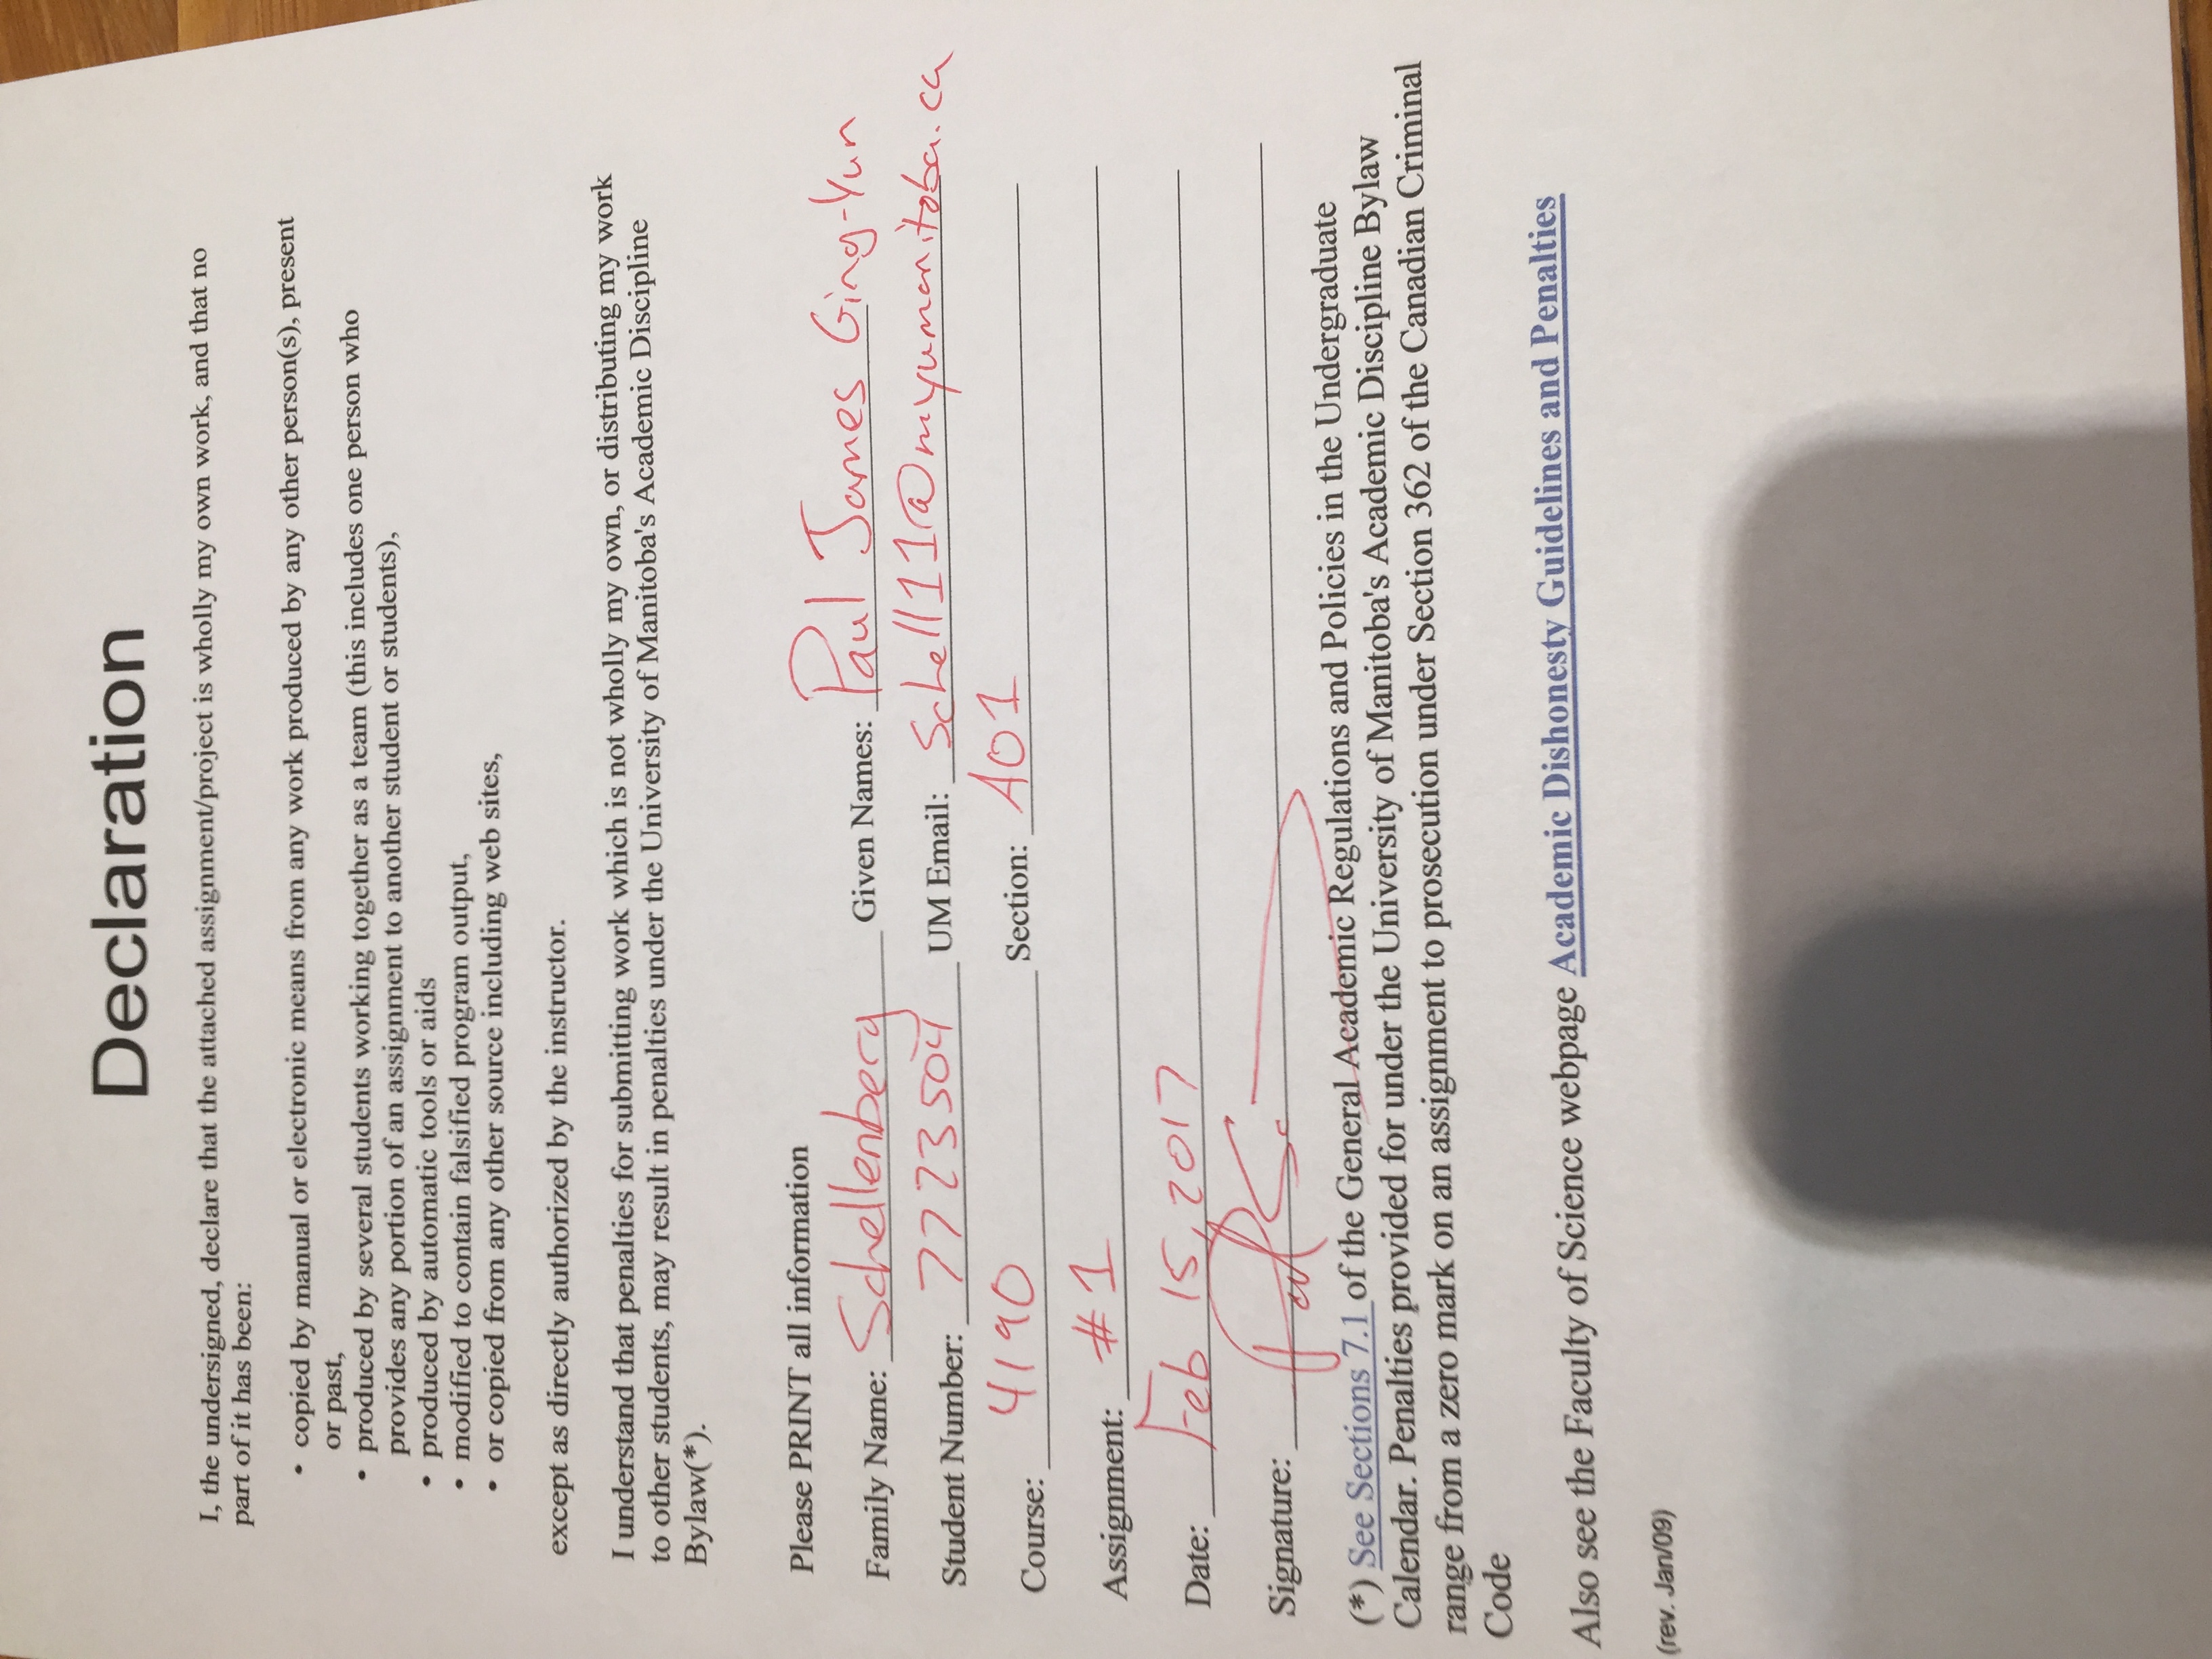 Declaration
I, the undersigned, declare that the attached assignment/project is wholly my own work, and that no
part of it has been:
• copied by manual or electronic means from any work produced by any other person(s), present
or past,
• produced by several students working together as a team (this includes one person who
provides any portion of an assignment to another student or students),
• produced by automatic tools or aids
• modified to contain falsified program output,
• or copied from any other source including web sites,
except as directly authorized by the instructor.
I understand that penalties for submitting work which is not wholly my own, or distributing my work
to other students, may result in penalties under the University of Manitoba's Academic Discipline
Bylaw(*).
Please PRINT all information
Family Name: Schellenberg Given Names: Paul James Ging-Yun
Student Number: 7723504 UM Email: Schell11@myumanitoba.ca
Course: 4190 Section: A01
Assignment: #1
Date: Feb 15, 2017
Signature:
(*) See Sections 7.1 of the General Academic Regulations and Policies in the Undergraduate
Calendar. Penalties provided for under the University of Manitoba's Academic Discipline Bylaw
range from a zero mark on an assignment to prosecution under Section 362 of the Canadian Criminal
Code
Also see the Faculty of Science webpage Academic Dishonesty Guidelines and Penalties
(rev. Jan/09)